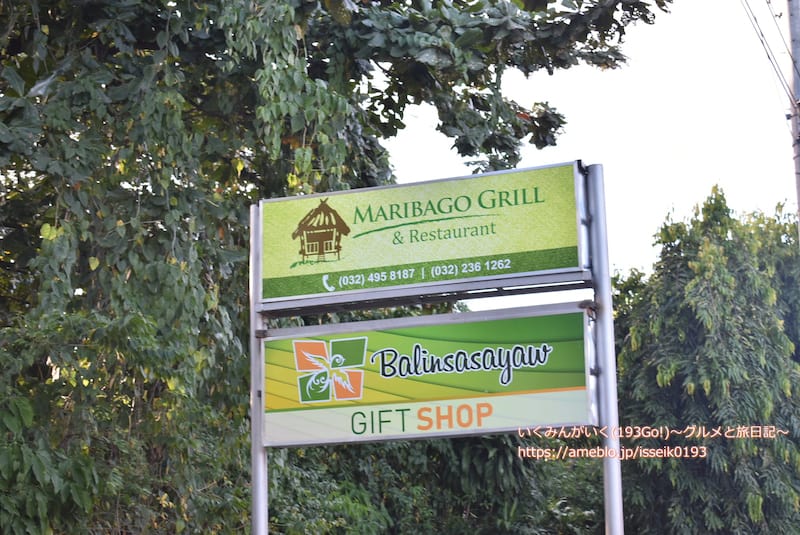 MARIBAGO GRILL
& Restaurant
(032) 495 8187 | (032) 236 1262
Balinsasayaw
GIFT SHOP
いくみんがいく(193Go!)～グルメと旅日記～
https://ameblo.jp/isseik0193